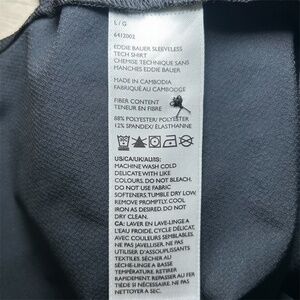 L / G
6412002
EDDIE BAUER SLEEVELESS
TECH SHIRT
CHEMISE TECHNIQUE SANS
MANCHES EDDIE BAUER
MADE IN CAMBODIA
FABRIQUÉ AU CAMBODGE
FIBER CONTENT
TENEUR EN FIBRE
88% POLYESTER/ POLYESTER
12% SPANDEX/ ÉLASTHANNE
US/CA/UK/AU/IS:
MACHINE WASH COLD
DELICATE WITH LIKE
COLOURS. DO NOT BLEACH.
DO NOT USE FABRIC
SOFTENERS. TUMBLE DRY LOW.
REMOVE PROMPTLY. COOL
IRON AS DESIRED. DO NOT
DRY CLEAN.
CA: LAVER EN LAVE-LINGE A
L'EAU FROIDE, CYCLE DÉLICAT,
AVEC COULEURS SEMBLABLES.
NE PAS JAVELLISER. NE PAS
UTILISER D'ASSOUPLISSANTS
TEXTILES. SÉCHER AU
SÈCHE-LINGE A BASSE
TEMPÉRATURE. RETIRER
RAPIDEMENT. REPASSER À FER
TIÈDE SI NÉCESSAIRE. NE PAS
NETTOYER À SEC.